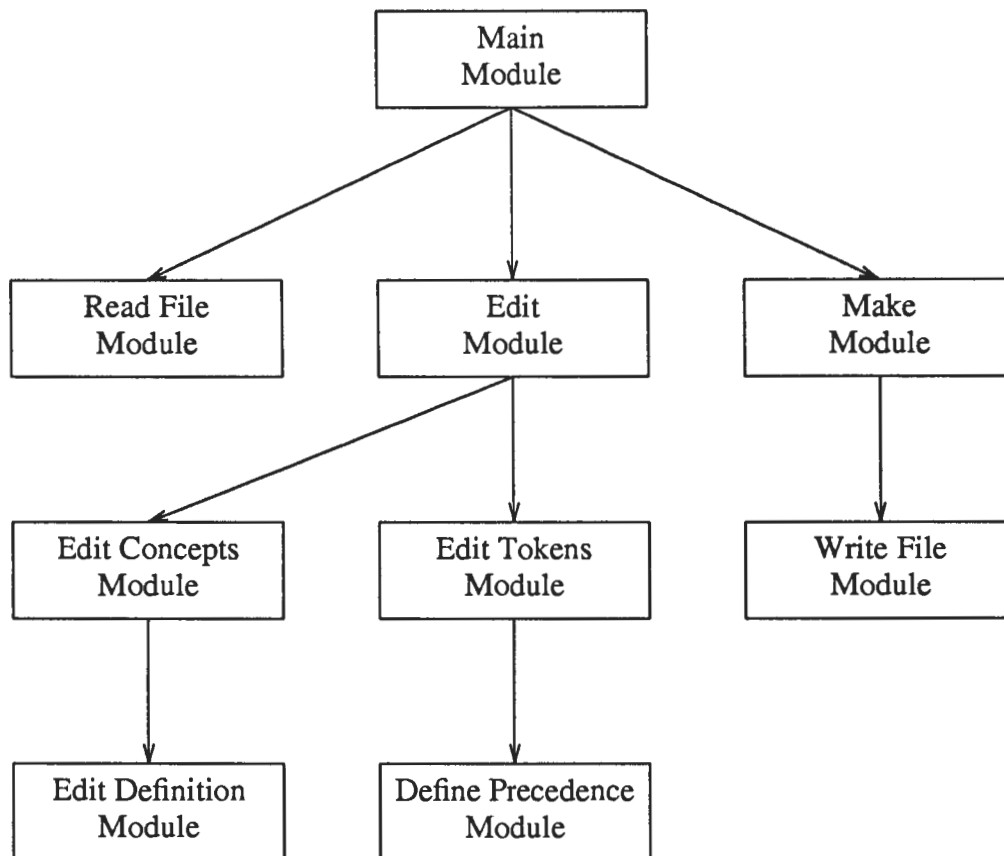 Main
Module
Read File
Module
Edit
Module
Make
Module
Edit Concepts
Module
Edit Tokens
Module
Write File
Module
Edit Definition
Module
Define Precedence
Module